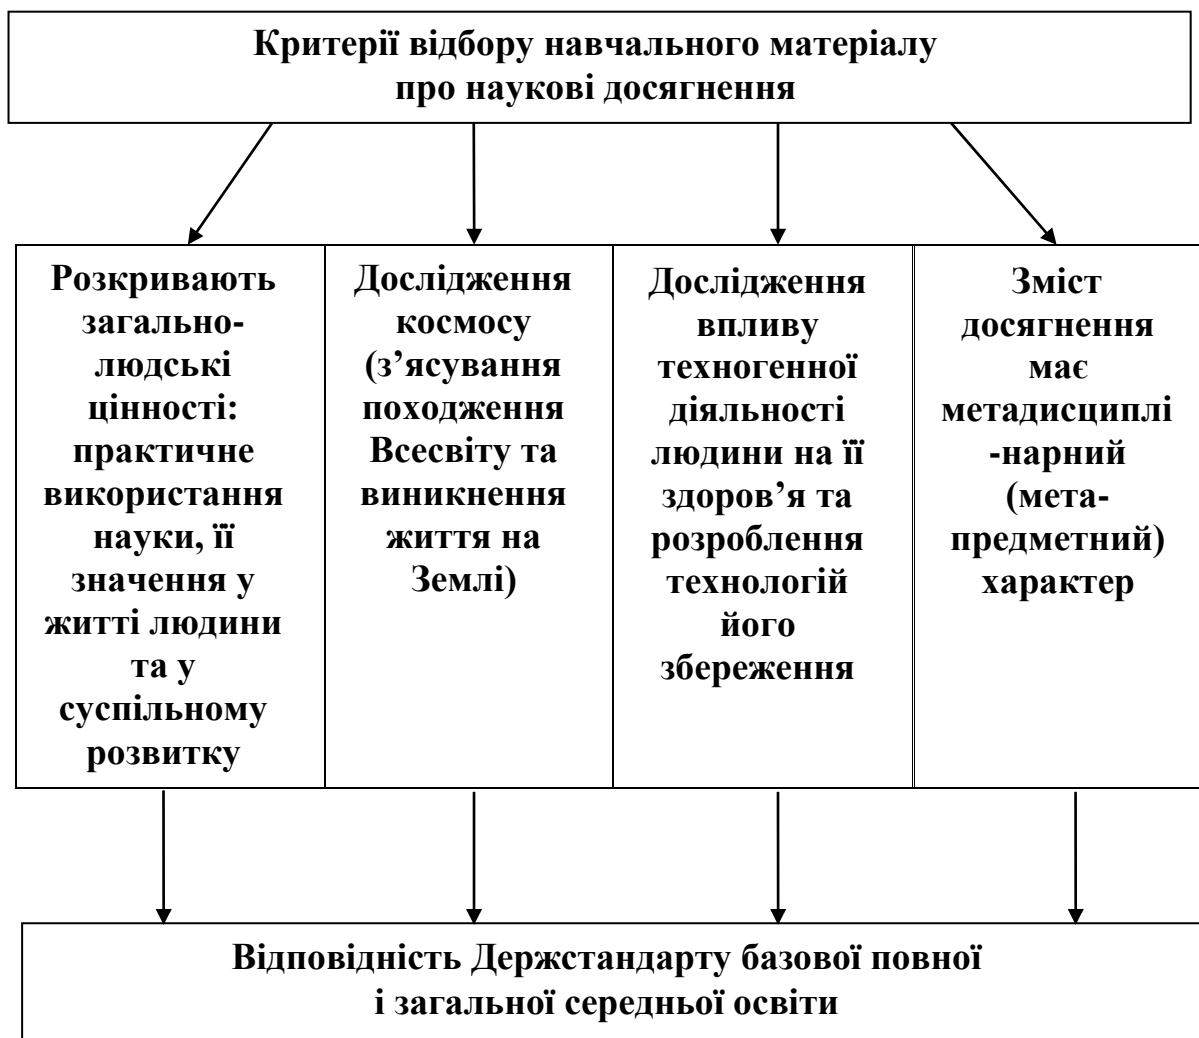 Критерії відбору навчального матеріалу
про наукові досягнення
Розкривають
загально-
людські
цінності:
практичне
використання
науки, її
значення у
житті людини
та у
суспільному
розвитку
Дослідження
космосу
(з’ясування
походження
Всесвіту та
виникнення
життя на
Землі)
Дослідження
впливу
техногенної
діяльності
людини на її
здоров’я та
розроблення
технологій
його
збереження
Зміст
досягнення
має
метадисциплі
-нарний
(мета-
предметний)
характер
Відповідність Держстандарту базової повної
і загальної середньої освіти